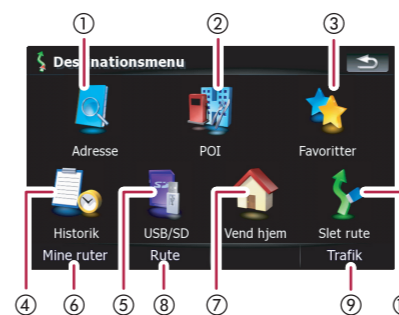 ① ② ③
Destinationsmenu
Adresse POI Favoritter
SD
Historik USB/SD Vend hjem Slet rute
Mine ruter Rute Trafik
④ ⑥ ⑤ ⑧ ⑦ ⑨